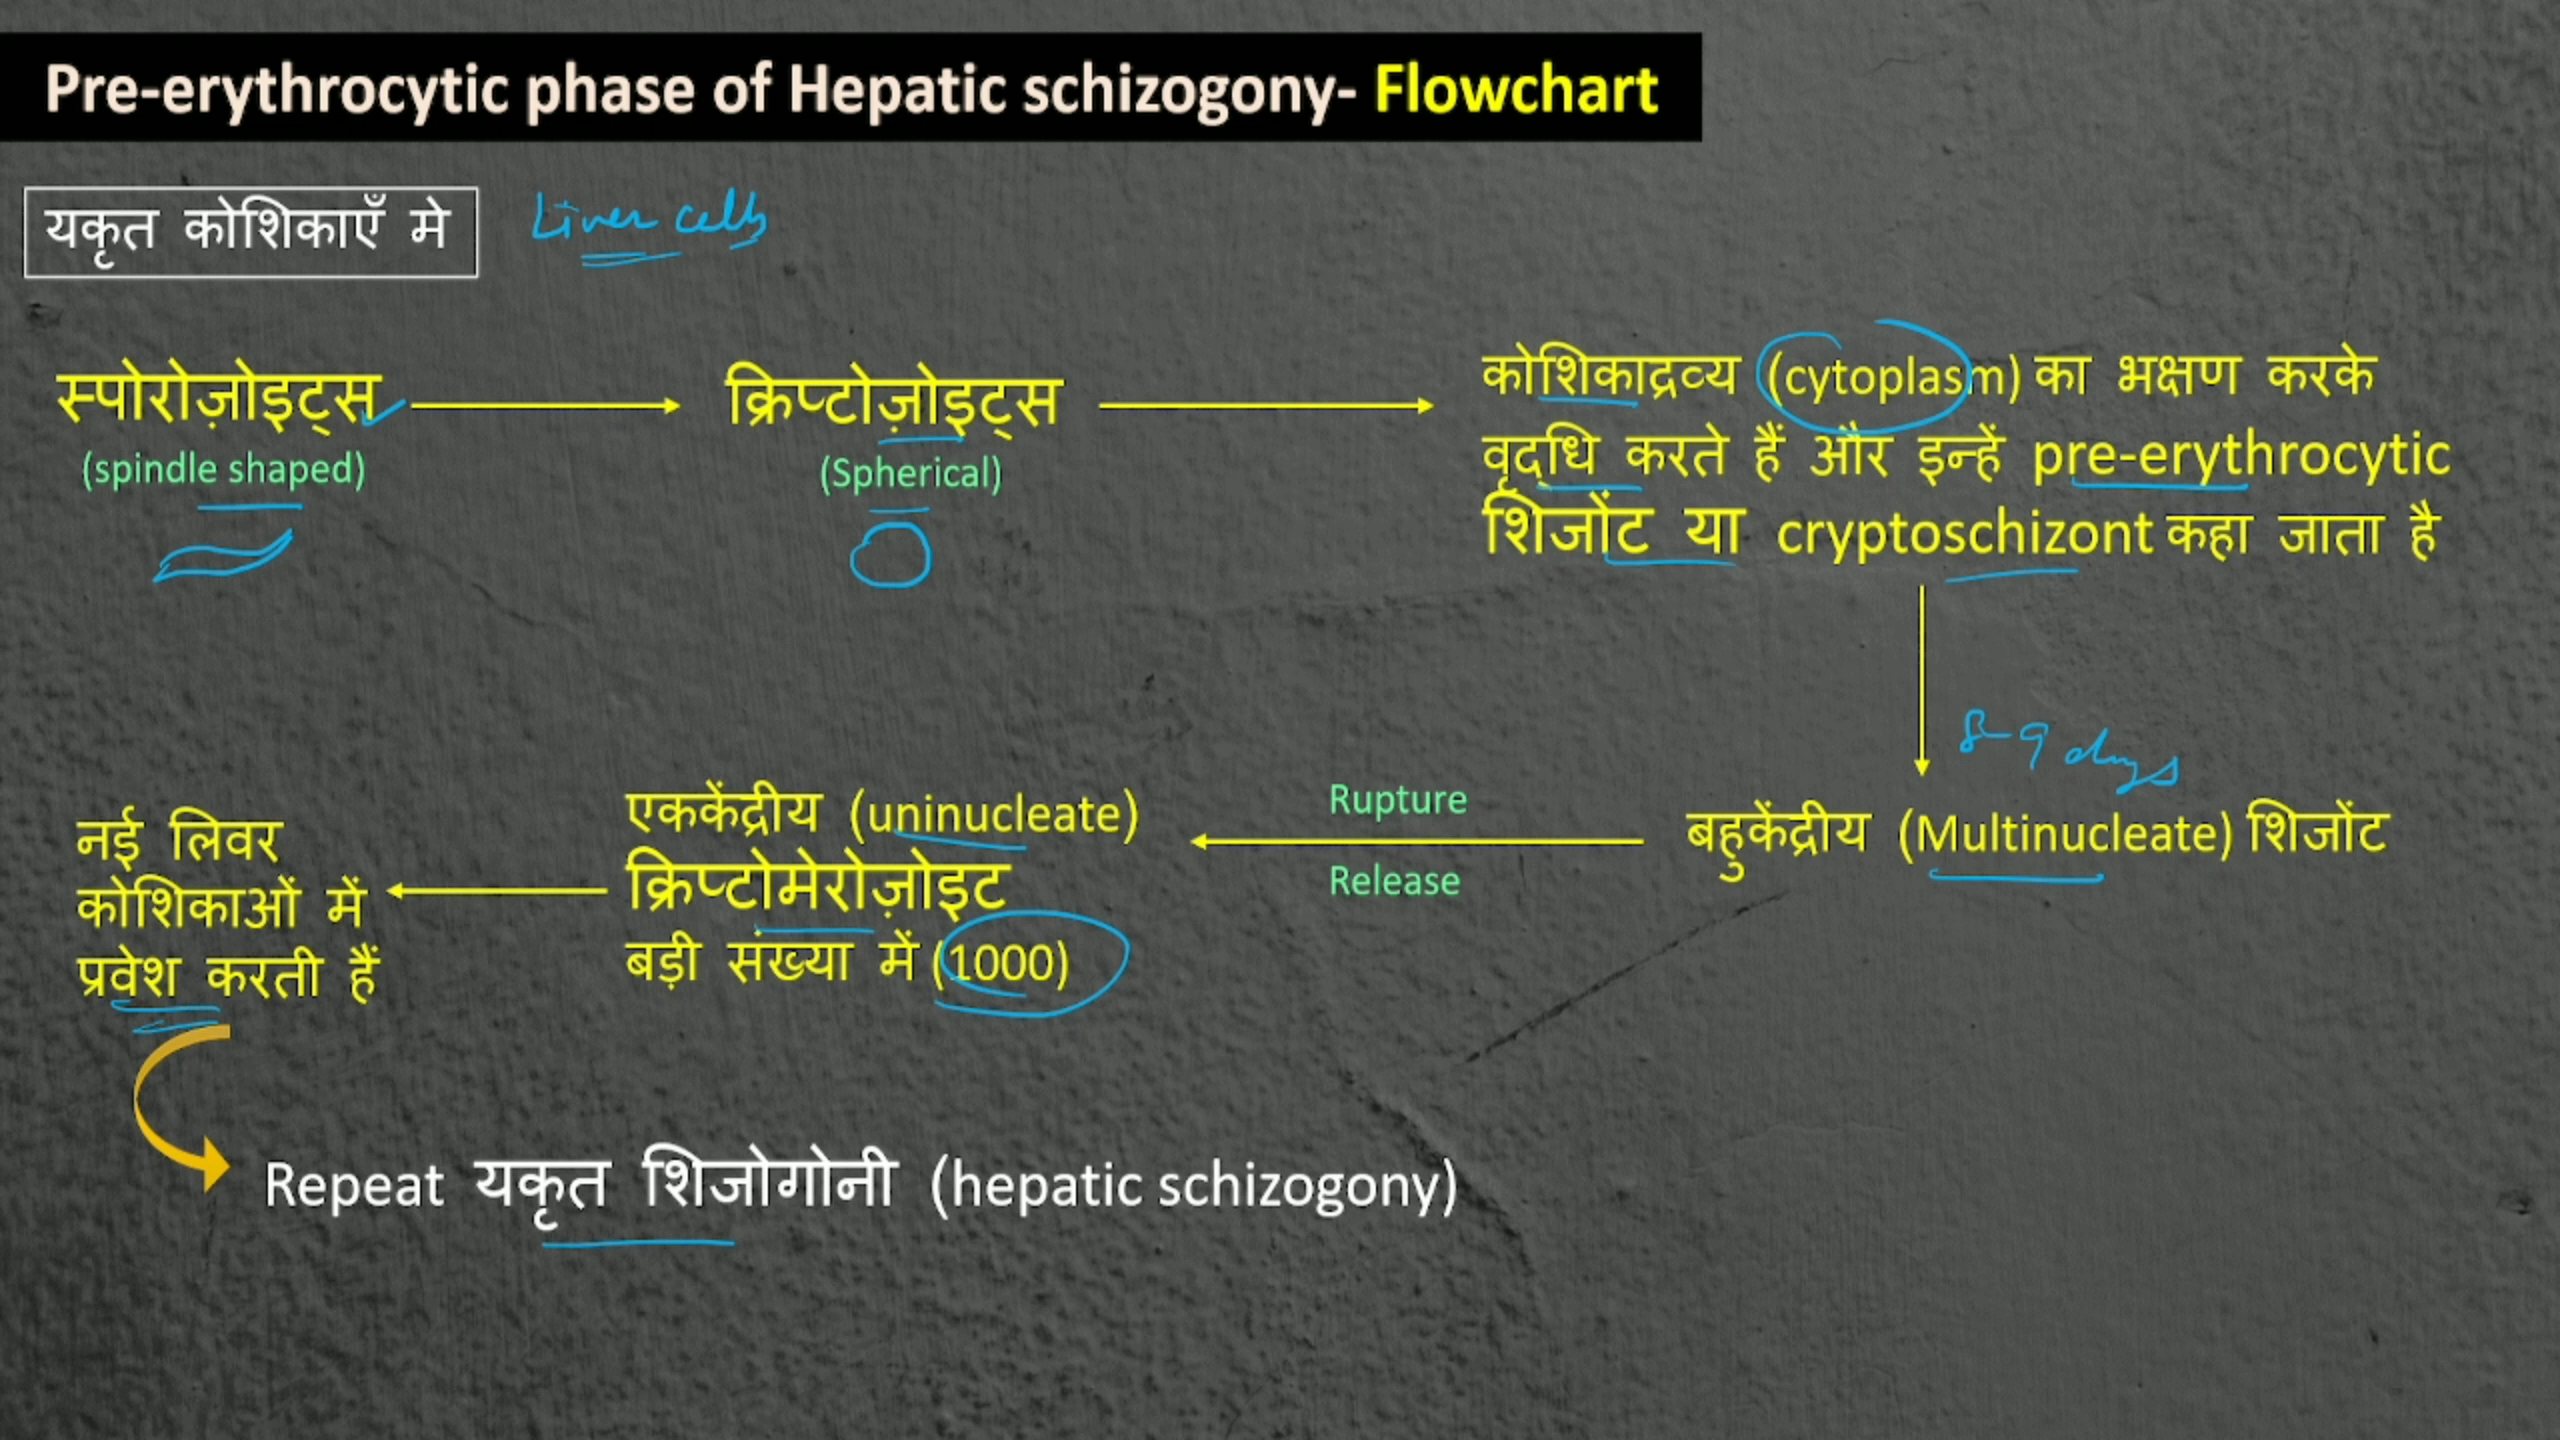 Pre-erythrocytic phase of Hepatic schizogony- Flowchart
यकृत कोशिकाएँ मे
Liver cells
स्पोरोज़ोइट्स
(spindle shaped)
क्रिप्टोज़ोइट्स
(Spherical)
कोशिकाद्रव्य (cytoplasm) का भक्षण करके
वृद्धि करते हैं और इन्हें pre-erythrocytic
शिजोंट या cryptoschizont कहा जाता है
8-9 days
बहुकेंद्रीय (Multinucleate) शिजोंट
Rupture
Release
एककेंद्रीय (uninucleate)
क्रिप्टोमेरोज़ोइट
बड़ी संख्या में (1000)
नई लिवर
कोशिकाओं में
प्रवेश करती हैं
Repeat यकृत शिजोगोनी (hepatic schizogony)